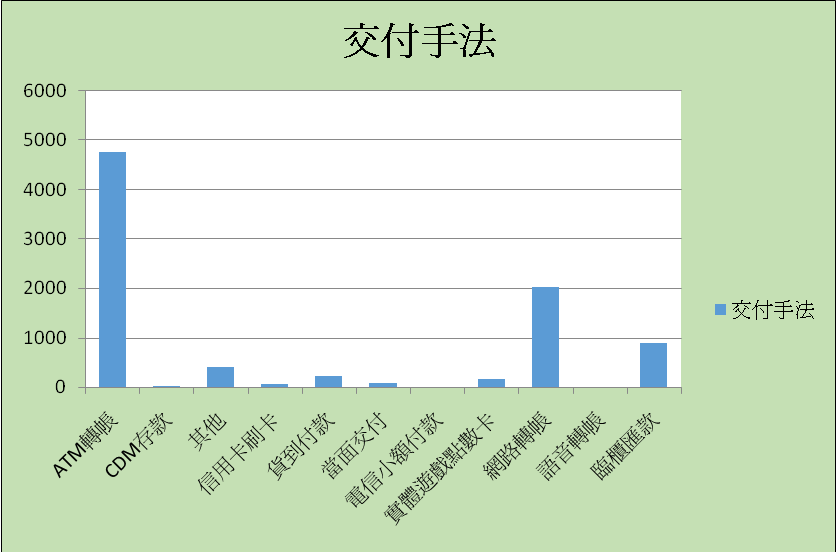 交付手法
6000
5000
4000
3000
2000
1000
0
ATM轉帳
CDM存款
其他
信用卡刷卡
貨到付款
當面交付
電信小額付款
實體遊戲點數卡
網路轉帳
語音轉帳
臨櫃匯款
交付手法